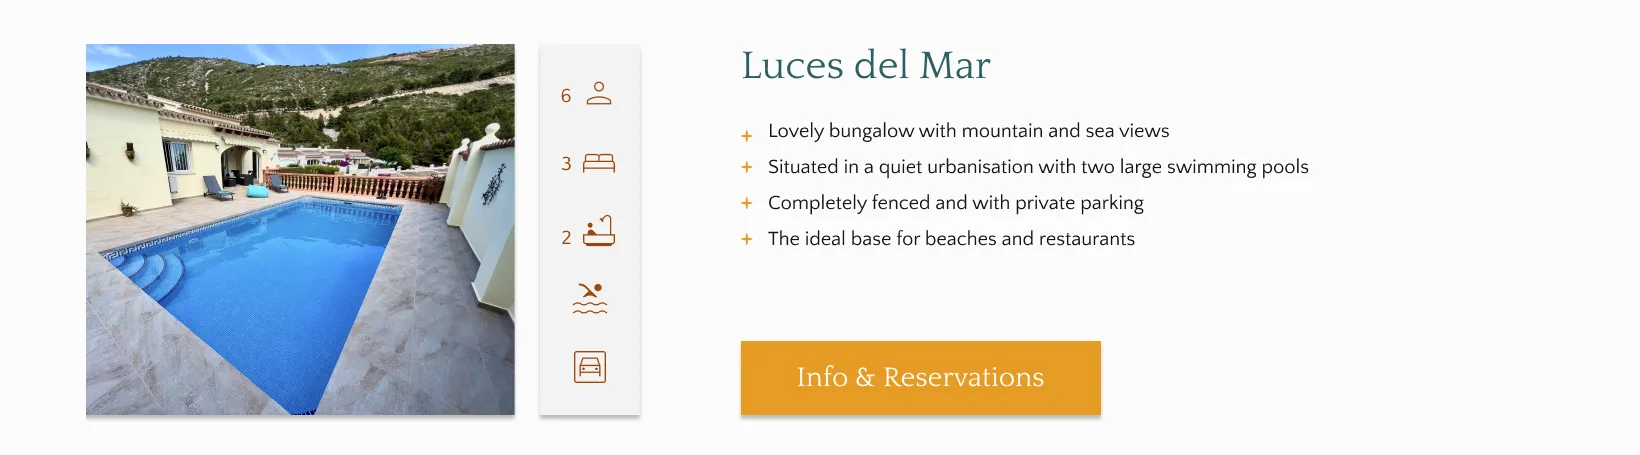 6
3
2
Luces del Mar
Lovely bungalow with mountain and sea views
Situated in a quiet urbanisation with two large swimming pools
Completely fenced and with private parking
The ideal base for beaches and restaurants
Info & Reservations